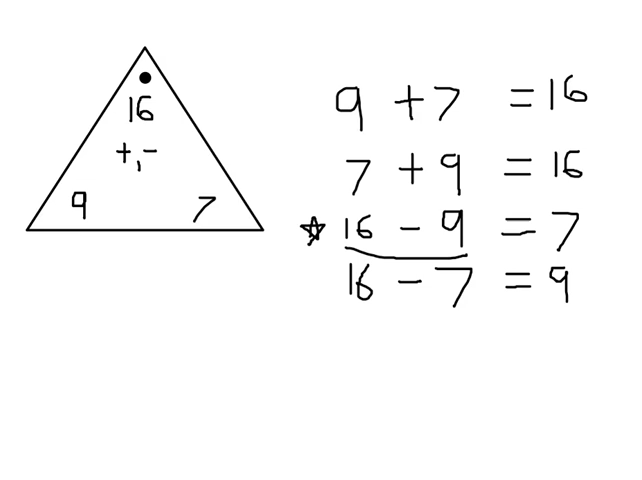 16
+,-
9 7
9 + 7 = 16
7 + 9 = 16
☆ 16 - 9 = 7
16 - 7 = 9